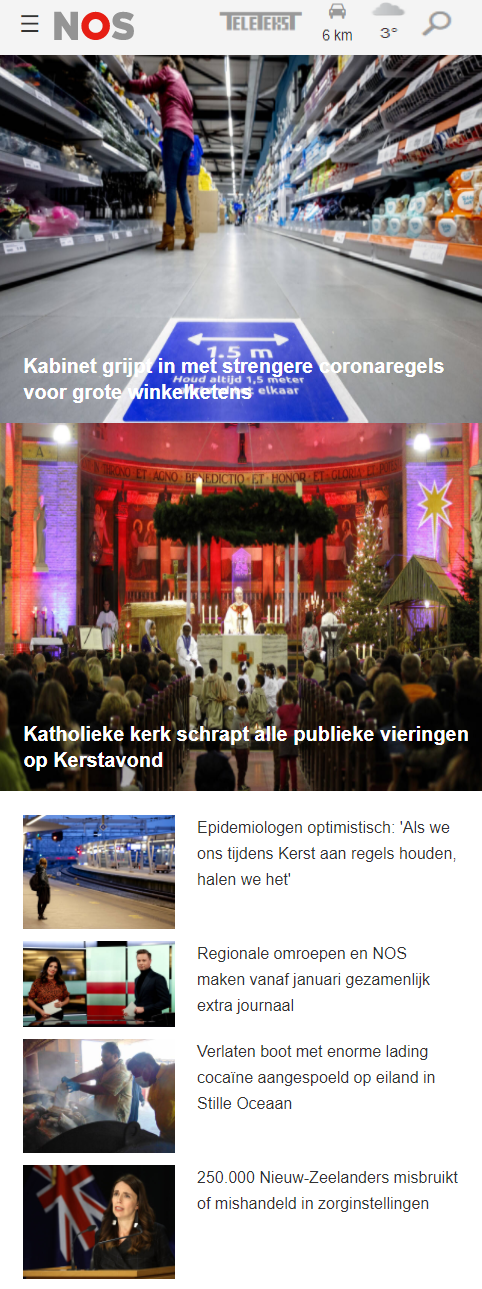 NOS
TELETEKST
6 km
3°
1.5 m
Houd altijd 1,5 meter
elkaar
Kabinet grijpt in met strengere coronaregels
voor grote winkelketens
THRONO · ET · AGNO · BENEDICTIO · ET · HONOR · ET · GLORIA · ET
Katholieke kerk schrapt alle publieke vieringen
op Kerstavond
Epidemiologen optimistisch: 'Als we
ons tijdens Kerst aan regels houden,
halen we het'
Regionale omroepen en NOS
maken vanaf januari gezamenlijk
extra journaal
Verlaten boot met enorme lading
cocaïne aangespoeld op eiland in
Stille Oceaan
250.000 Nieuw-Zeelanders misbruikt
of mishandeld in zorginstellingen